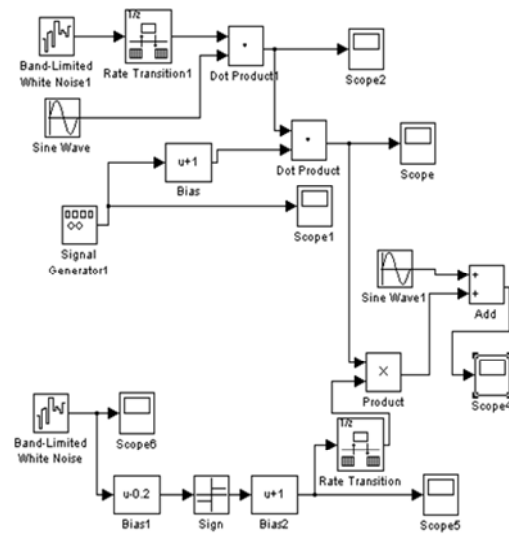 1/z
Band-Limited
White Noise1
Rate Transition1
Dot Product1
Scope2
Sine Wave
u+1
Bias
Dot Product
Scope
Scope1
Signal
Generator1
Sine Wave1
+
+
Add
×
Product
Scope4
Band-Limited
White Noise
Scope6
1/z
Rate Transition
u-0.2
Bias1
Sign
u+1
Bias2
Scope5